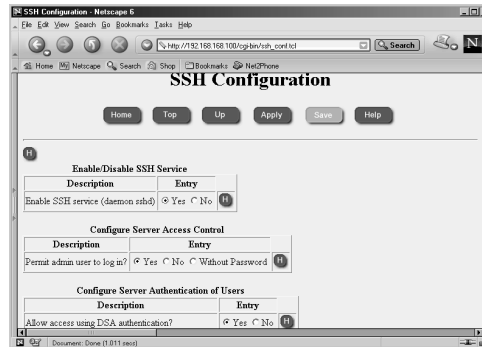 SSH Configuration - Netscape 6
File Edit View Search Go Bookmarks Tasks Help
http://192.168.168.100/cgi-bin/ssh_conf.tcl
Search
N
Home My Netscape Search Shop Bookmarks Net2Phone
SSH Configuration
Home Top Up Apply Save Help
H
Enable/Disable SSH Service
Description Entry
Enable SSH service (daemon sshd) Yes No H
Configure Server Access Control
Description Entry
Permit admin user to log in? Yes No Without Password H
Configure Server Authentication of Users
Description Entry
Allow access using DSA authentication? Yes No H
Document: Done (1.011 secs)